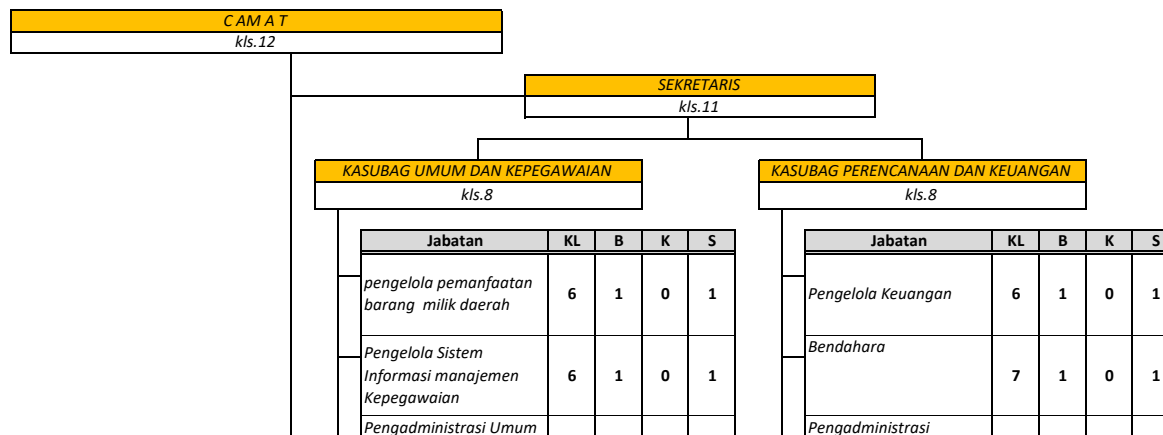 C AM A T
kls.12
SEKRETARIS
kls.11
KASUBAG UMUM DAN KEPEGAWAIAN
kls.8
KASUBAG PERENCANAAN DAN KEUANGAN
kls.8
Jabatan KL B K S
pengelola pemanfaatan
barang milik daerah 6 1 0 1
Pengelola Sistem
Informasi manajemen 6 1 0 1
Kepegawaian
Pengadministrasi Umum
Jabatan KL B K S
Pengelola Keuangan 6 1 0 1
Bendahara
7 1 0 1
Pengadministrasi